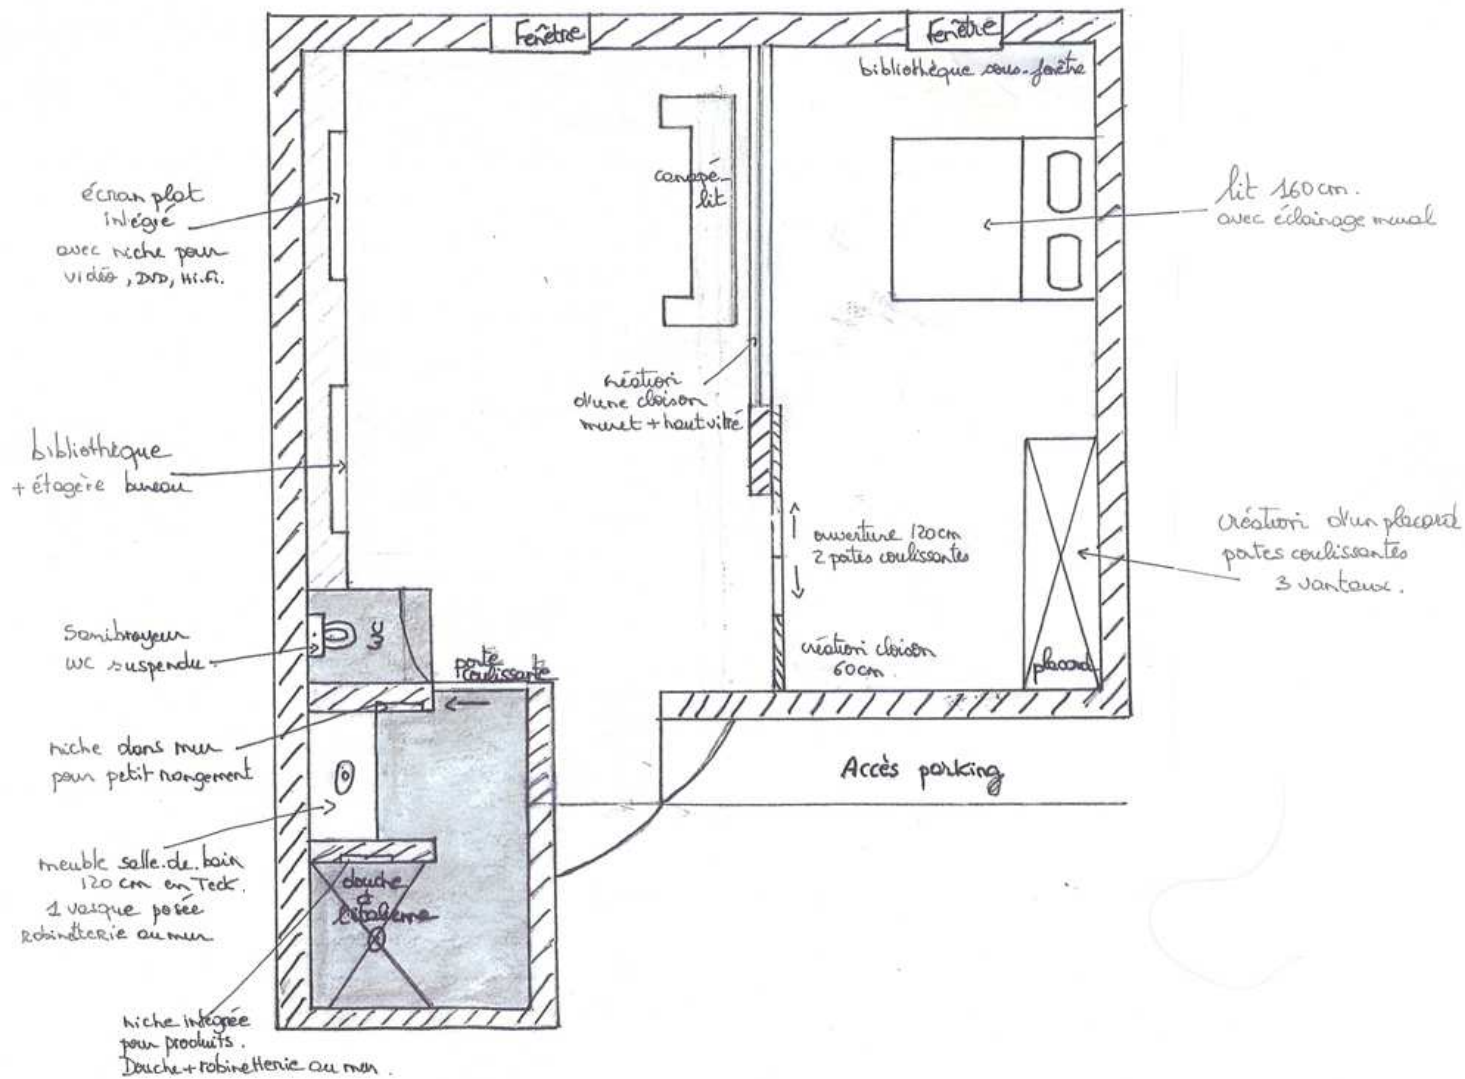 Fenêtre
Fenêtre
bibliothèque sous-fenêtre
écran plat
intégré
avec niche pour
vidéo, DVD, Hi.Fi.
canapé-
lit
lit 160 cm.
avec éclairage mural
création
d'une cloison
muret + haut vitré
bibliothèque
+ étagère bureau
ouverture 120 cm
2 portes coulissantes
création d'un placard
portes coulissantes
3 vantaux.
Sanibroyeur
WC suspendu.
WC
porte
coulissante
création cloison
60 cm.
placard
niche dans mur
pour petit rangement
Accès parking
meuble salle.de.bain
120 cm en Teck.
1 vasque posée
robinetterie au mur
douche
à
l'italienne
niche intégrée
pour produits.
Douche + robinetterie au mur.